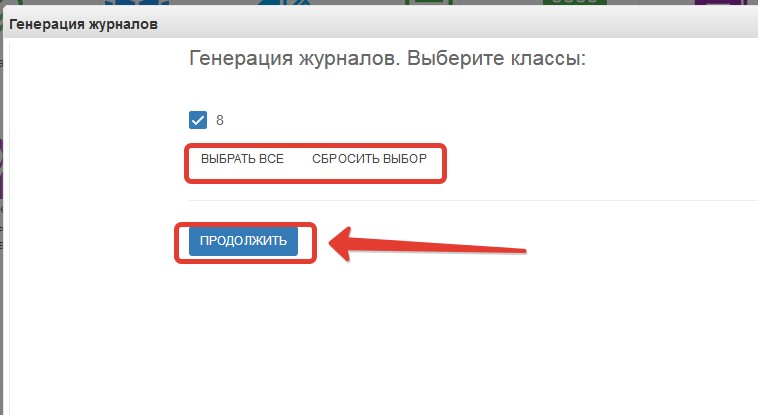 Генерация журналов
Генерация журналов. Выберите классы:
8
ВЫБРАТЬ ВСЕ СБРОСИТЬ ВЫБОР
ПРОДОЛЖИТЬ